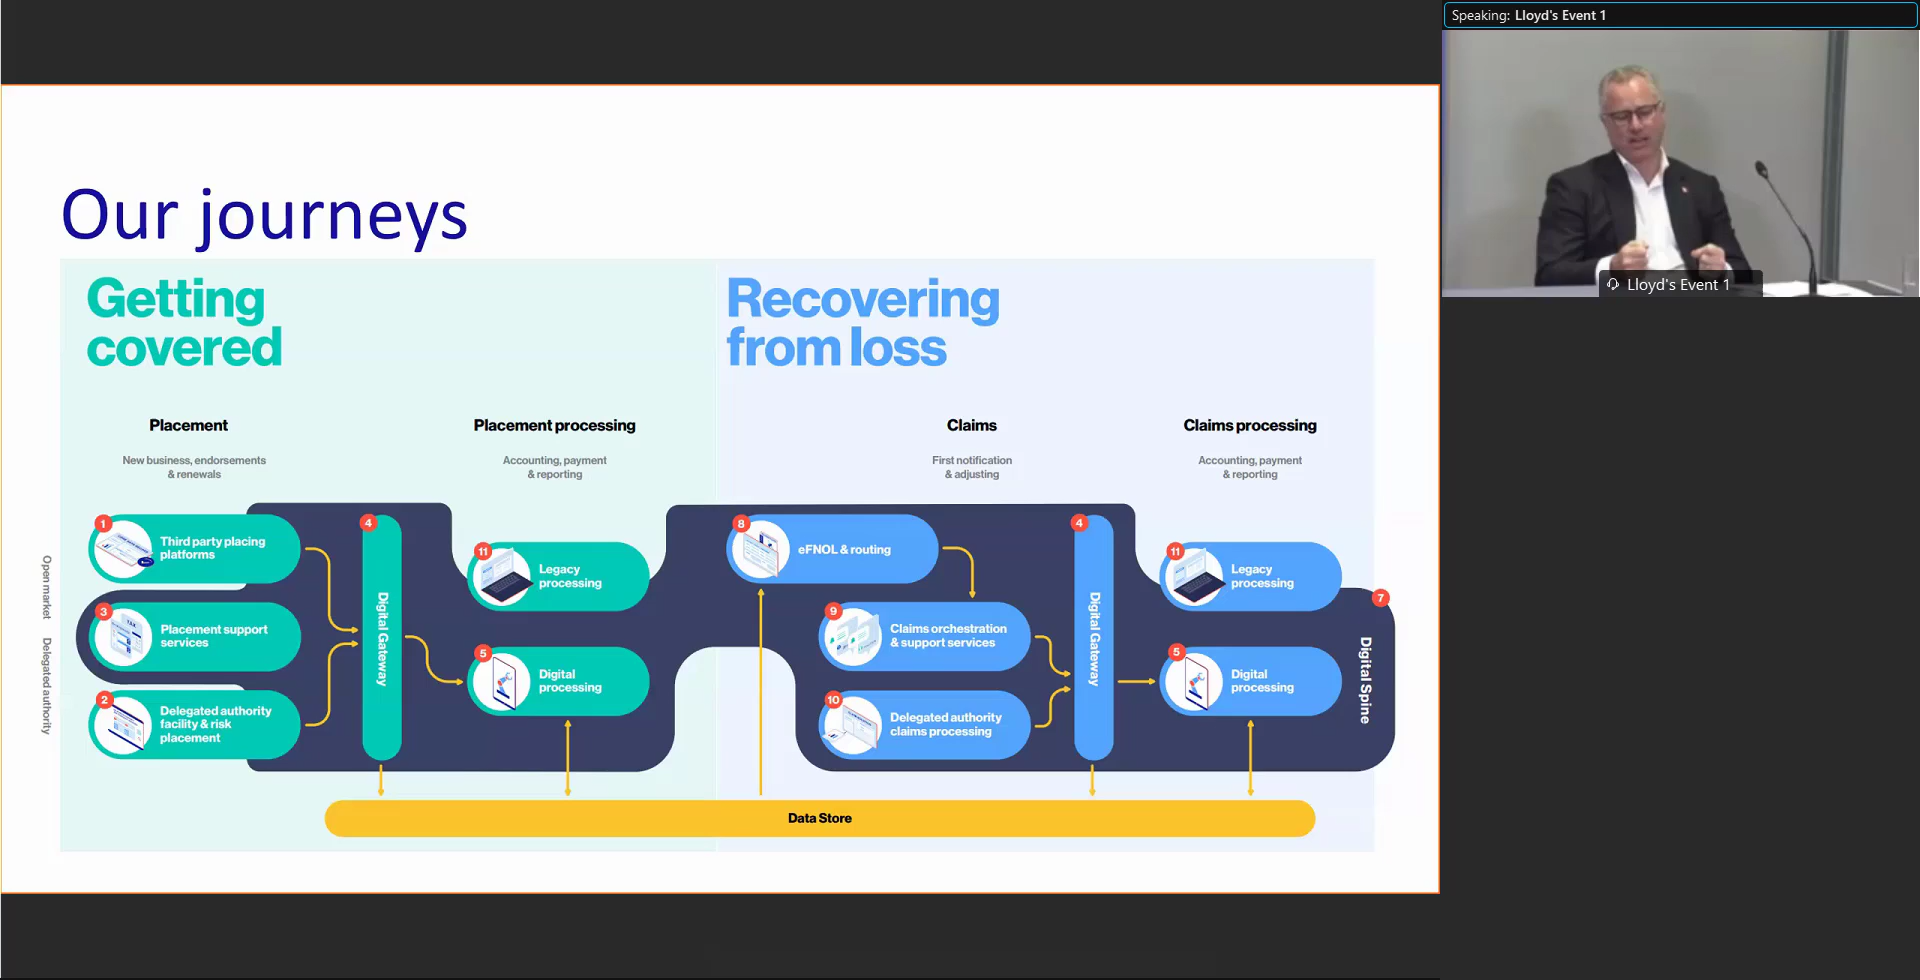 Speaking: Lloyd's Event 1
Lloyd's Event 1
Our journeys
Getting
covered
Recovering
from loss
Placement
New business, endorsements
& renewals
Placement processing
Accounting, payment
& reporting
Claims
First notification
& adjusting
Claims processing
Accounting, payment
& reporting
Open market
Delegated authority
1
Third party placing
platforms
3
TAX
Placement support
services
2
Delegated authority
facility & risk
placement
4
Digital Gateway
11
Legacy
processing
5
Digital
processing
8
eFNOL & routing
9
Claims orchestration
& support services
10
Delegated authority
claims processing
4
Digital Gateway
11
Legacy
processing
5
Digital
processing
7
Digital Spine
Data Store